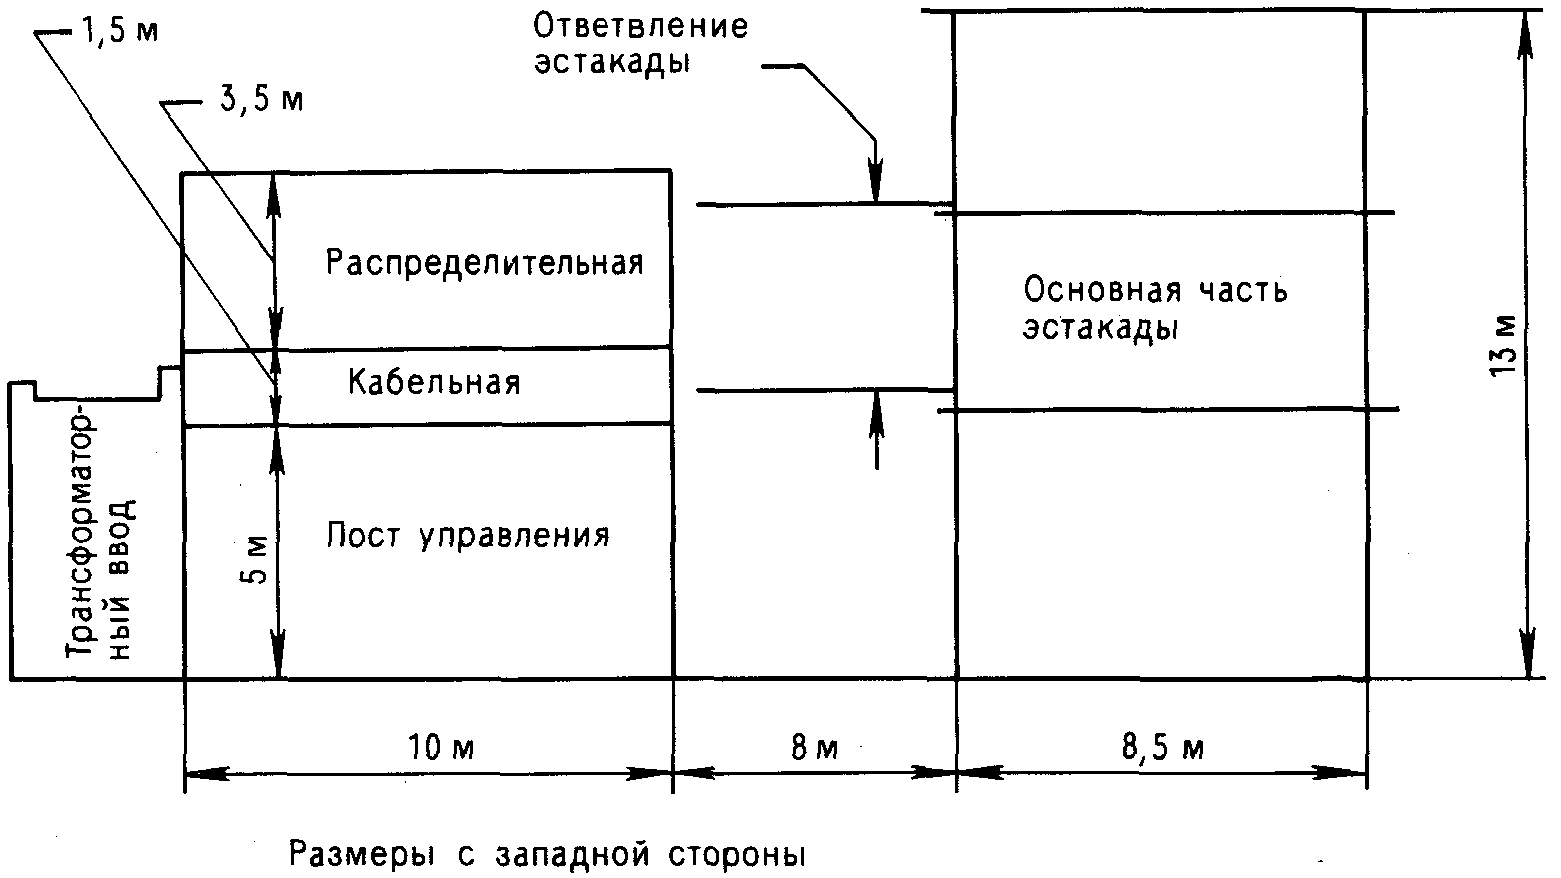 1,5 м
3,5 м
Ответвление
эстакады
Распределительная
Кабельная
Основная часть
эстакады
13 м
Трансформатор-
ный ввод
5 м
Пост управления
10 м
8 м
8,5 м
Размеры с западной стороны